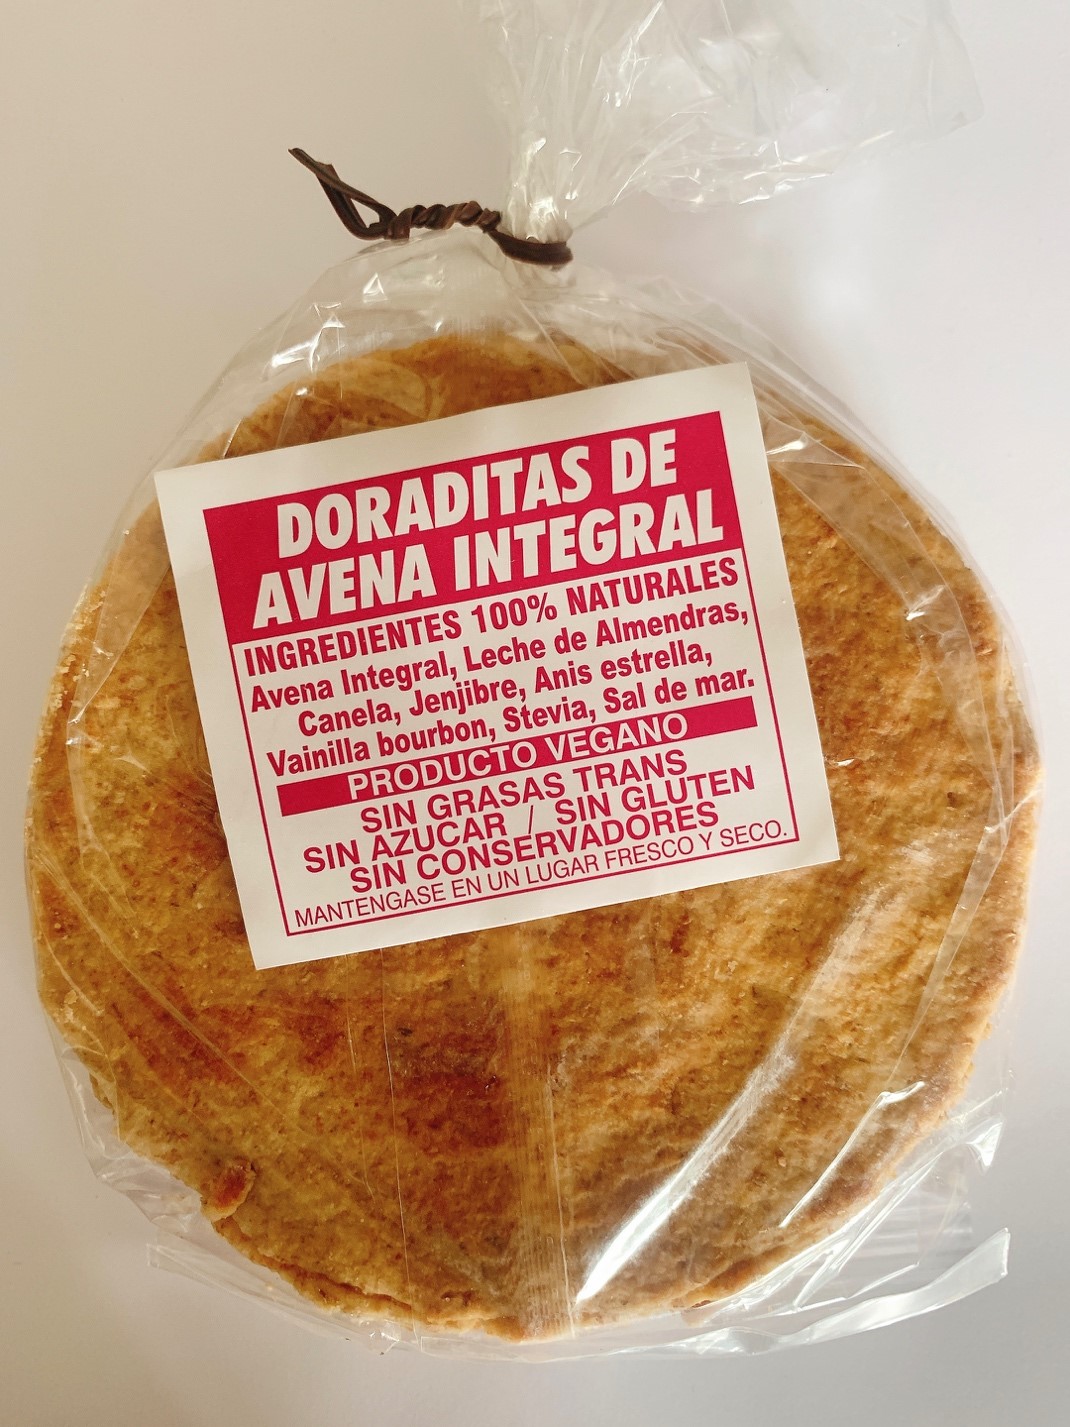 DORADITAS DE
AVENA INTEGRAL
INGREDIENTES 100% NATURALES
Avena Integral, Leche de Almendras,
Canela, Jenjibre, Anis estrella,
Vainilla bourbon, Stevia, Sal de mar.
PRODUCTO VEGANO
SIN GRASAS TRANS
SIN AZUCAR / SIN GLUTEN
SIN CONSERVADORES
MANTENGASE EN UN LUGAR FRESCO Y SECO.